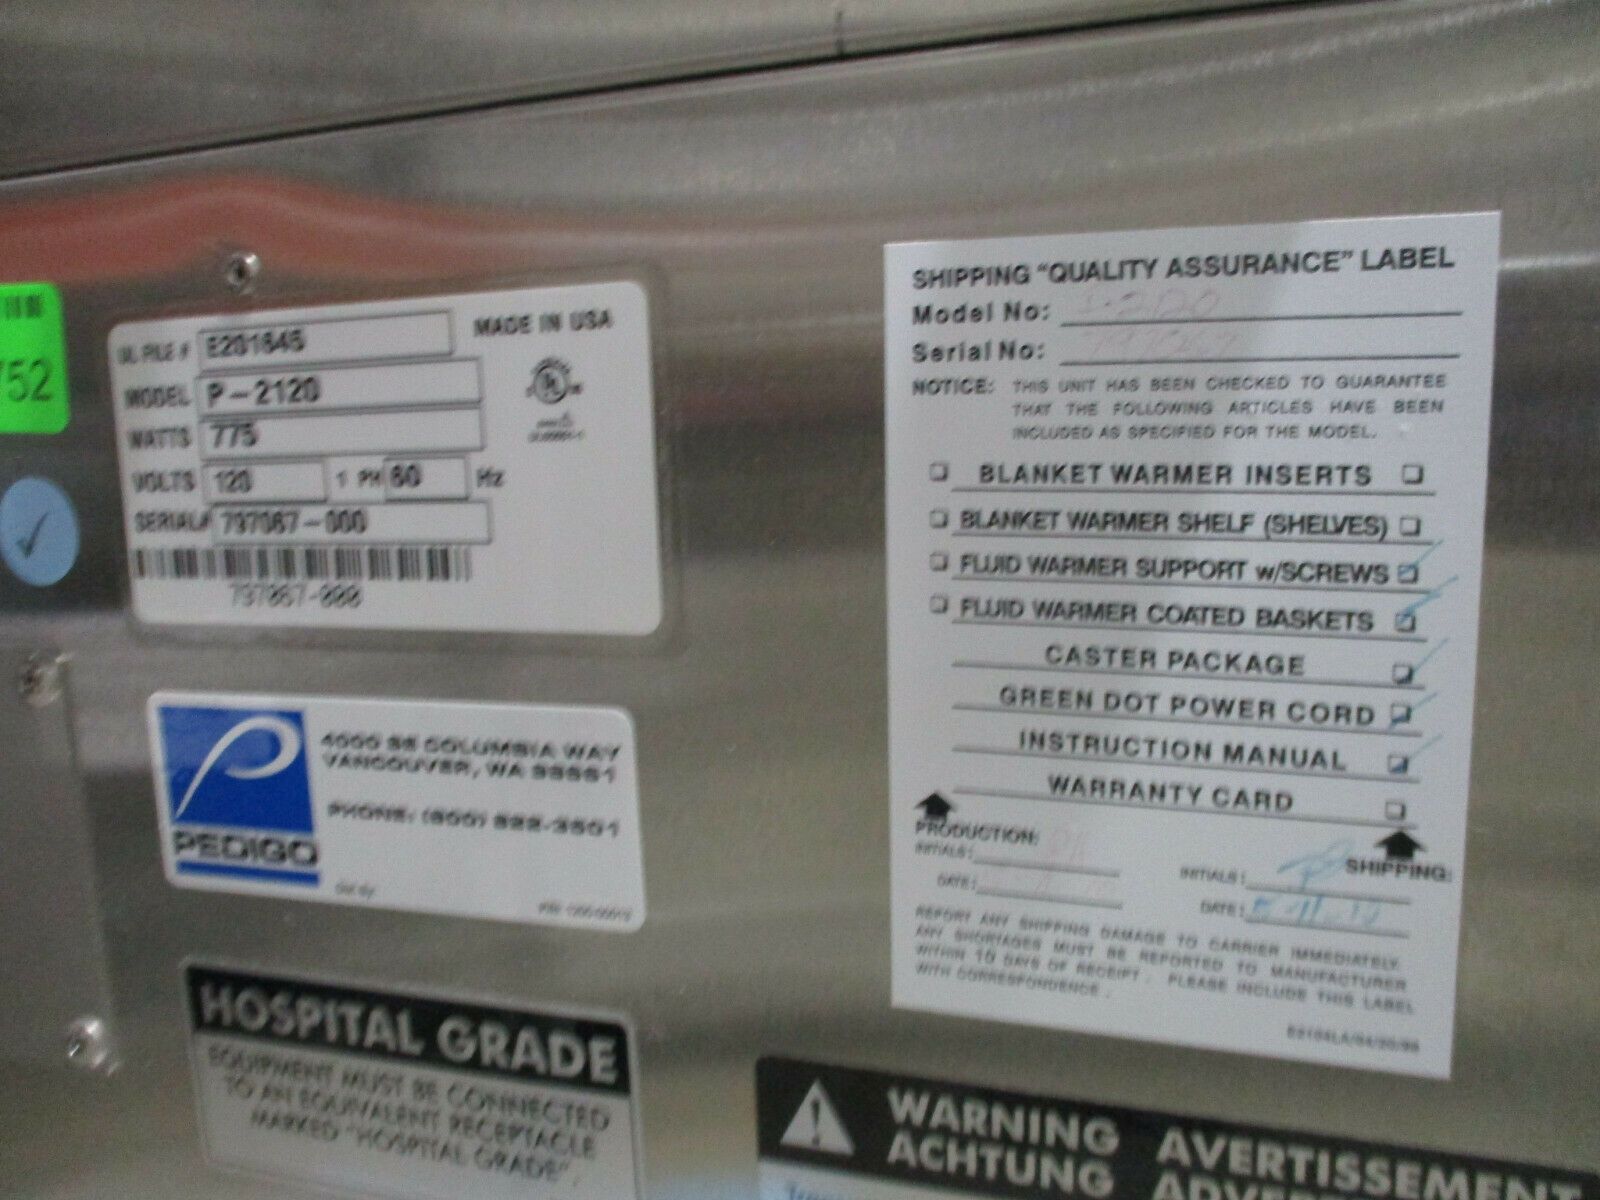 752
UL FILE # E201645
MADE IN USA
MODEL P-2120
WATTS 775
VOLTS 120 1 PH 60 Hz
SERIAL# 797067-000
797067-000
PEDIGO
4000 SE COLUMBIA WAY
VANCOUVER, WA 98661
PHONE: (800) 822-3501
HOSPITAL GRADE
EQUIPMENT MUST BE CONNECTED
TO AN EQUIVALENT RECEPTACLE
MARKED "HOSPITAL GRADE".
SHIPPING "QUALITY ASSURANCE" LABEL
Model No: 2120
Serial No:
NOTICE: THIS UNIT HAS BEEN CHECKED TO GUARANTEE
THAT THE FOLLOWING ARTICLES HAVE BEEN
INCLUDED AS SPECIFIED FOR THE MODEL.
BLANKET WARMER INSERTS
BLANKET WARMER SHELF (SHELVES)
FLUID WARMER SUPPORT w/SCREWS
FLUID WARMER COATED BASKETS
CASTER PACKAGE
GREEN DOT POWER CORD
INSTRUCTION MANUAL
WARRANTY CARD
PRODUCTION:
INITIALS:
DATE:
SHIPPING:
INITIALS:
DATE:
REPORT ANY SHIPPING DAMAGE TO CARRIER IMMEDIATELY.
ANY SHORTAGES MUST BE REPORTED TO MANUFACTURER
WITHIN 10 DAYS OF RECEIPT. PLEASE INCLUDE THIS LABEL
WITH CORRESPONDENCE.
WARNING AVERTISSEMENT
ACHTUNG